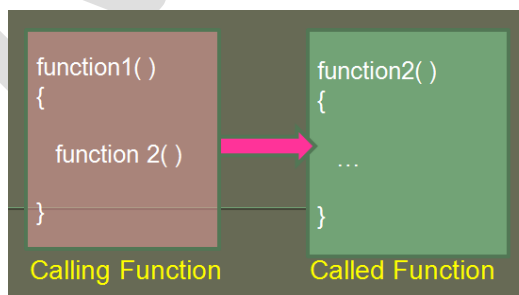 function1( )
{
function 2( )
}
Calling Function
function2( )
{
...
}
Called Function